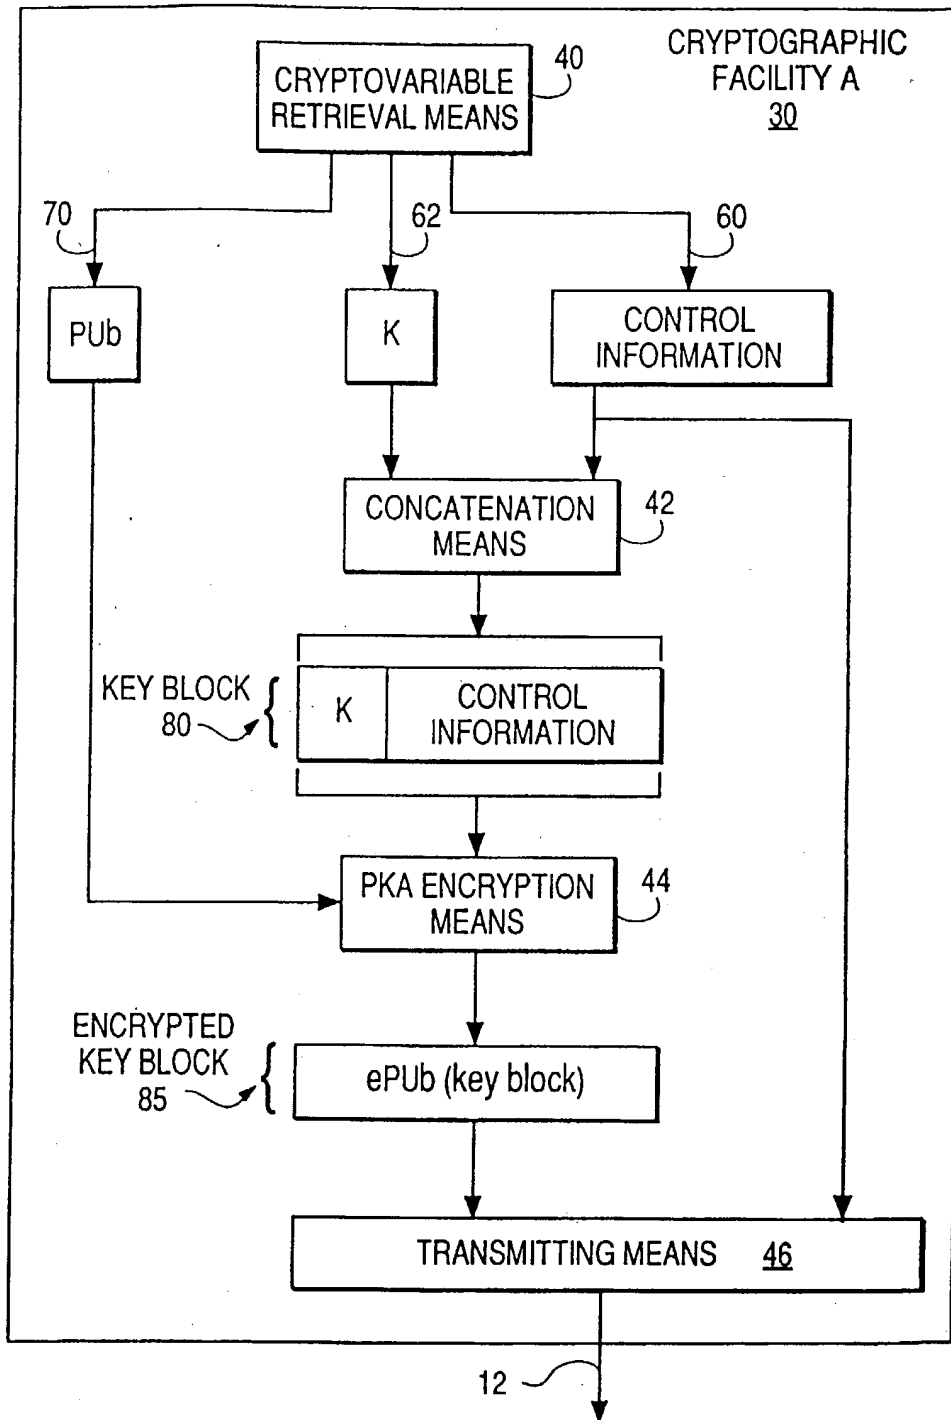 CRYPTOGRAPHIC
FACILITY A
30
CRYPTOVARIABLE
RETRIEVAL MEANS
40
70
62
60
PUb
K
CONTROL
INFORMATION
CONCATENATION
MEANS
42
KEY BLOCK
80
K
CONTROL
INFORMATION
PKA ENCRYPTION
MEANS
44
ENCRYPTED
KEY BLOCK
85
ePUb (key block)
TRANSMITTING MEANS 46
12